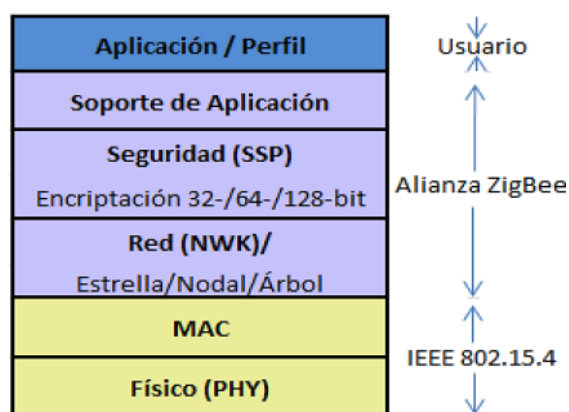 Aplicación / Perfil
Usuario
Soporte de Aplicación
Seguridad (SSP)
Encriptación 32-/64-/128-bit
Alianza ZigBee
Red (NWK)/
Estrella/Nodal/Árbol
MAC
IEEE 802.15.4
Físico (PHY)